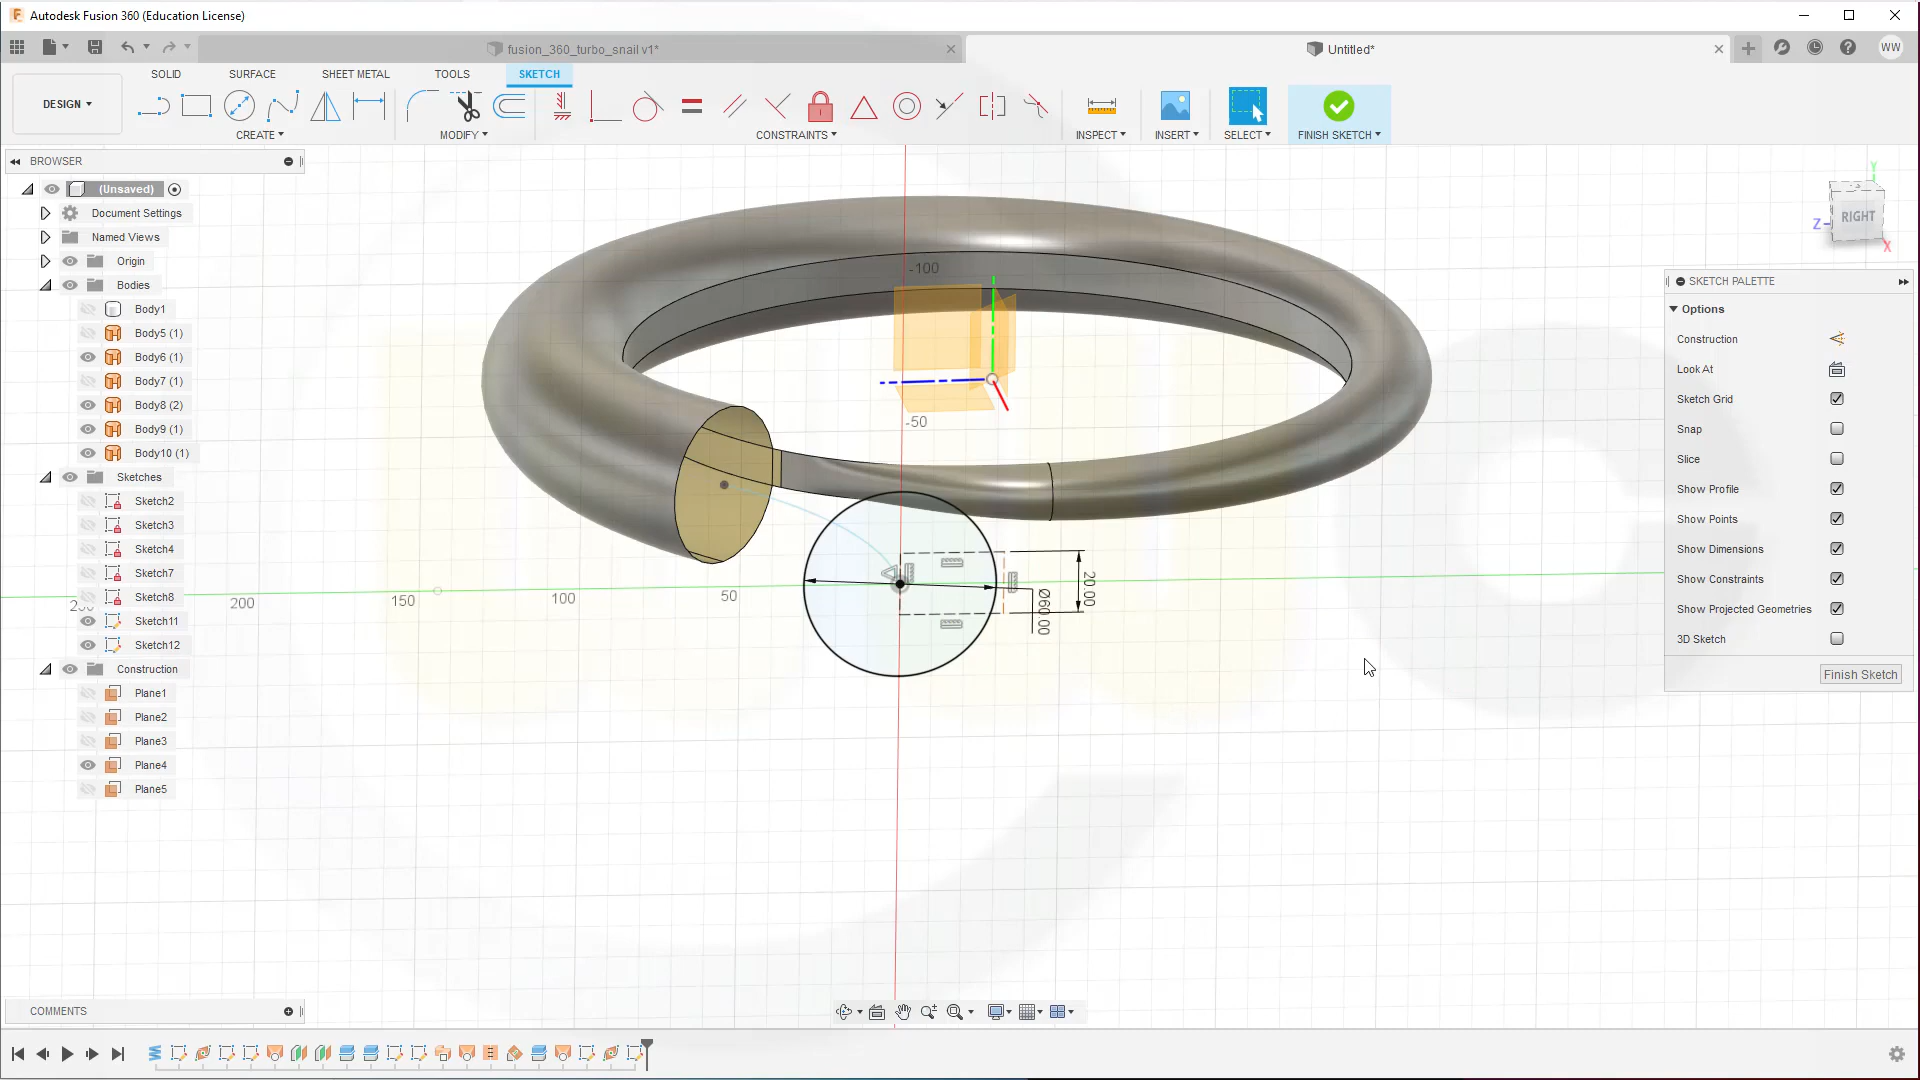 Autodesk Fusion 360 (Education License)
fusion_360_turbo_snail v1*
Untitled*
WW
DESIGN
SOLID
SURFACE
SHEET METAL
TOOLS
SKETCH
CREATE
MODIFY
CONSTRAINTS
INSPECT
INSERT
SELECT
FINISH SKETCH
BROWSER
(Unsaved)
Document Settings
Named Views
Origin
Bodies
Body1
Body5 (1)
Body6 (1)
Body7 (1)
Body8 (2)
Body9 (1)
Body10 (1)
Sketches
Sketch2
Sketch3
Sketch4
Sketch7
Sketch8
Sketch11
Sketch12
Construction
Plane1
Plane2
Plane3
Plane4
Plane5
-100
-50
200
150
100
50
20.00
Ø60.00
Y
Z
X
RIGHT
SKETCH PALETTE
Options
Construction
Look At
Sketch Grid
Snap
Slice
Show Profile
Show Points
Show Dimensions
Show Constraints
Show Projected Geometries
3D Sketch
Finish Sketch
COMMENTS